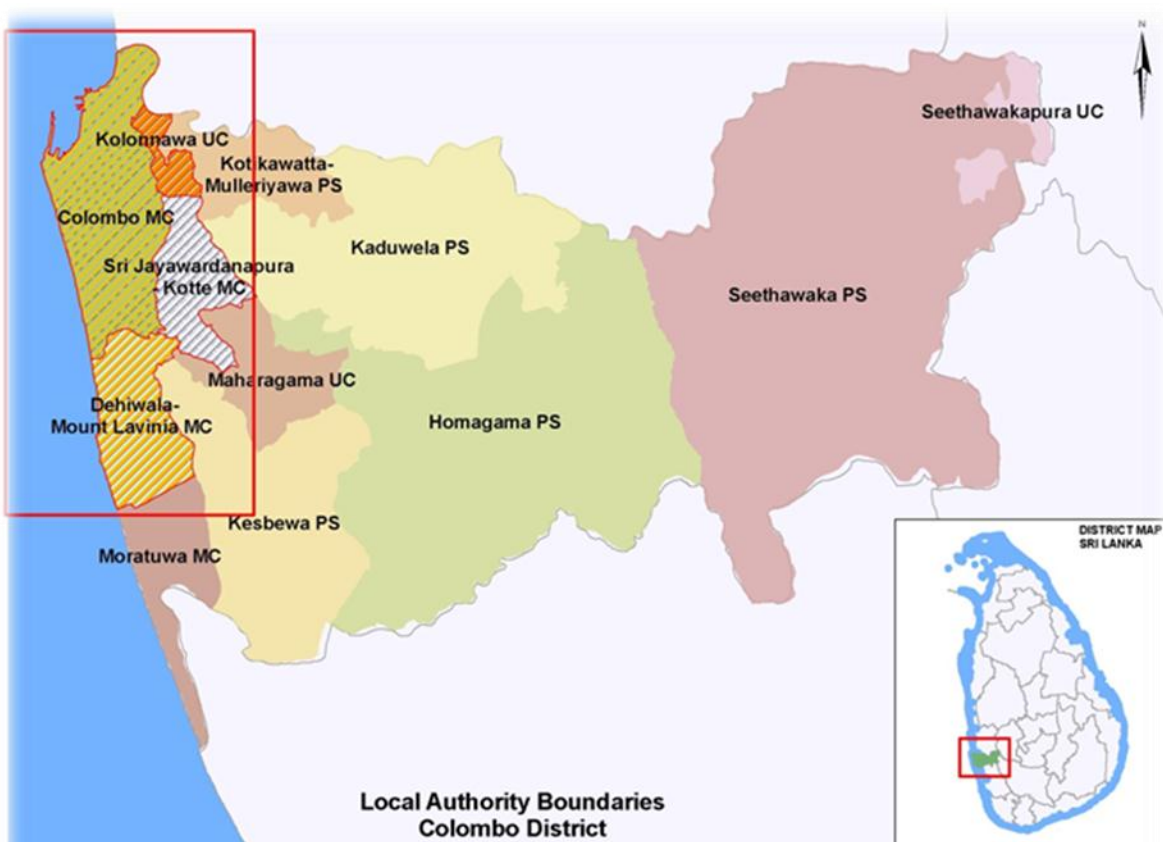 N
Seethawakapura UC
Kolonnawa UC
Kotikawatta-
Mulleriyawa PS
Colombo MC
Kaduwela PS
Sri Jayawardanapura
- Kotte MC
Seethawaka PS
Maharagama UC
Dehiwala-
Mount Lavinia MC
Homagama PS
Kesbewa PS
Moratuwa MC
DISTRICT MAP
SRI LANKA
Local Authority Boundaries
Colombo District